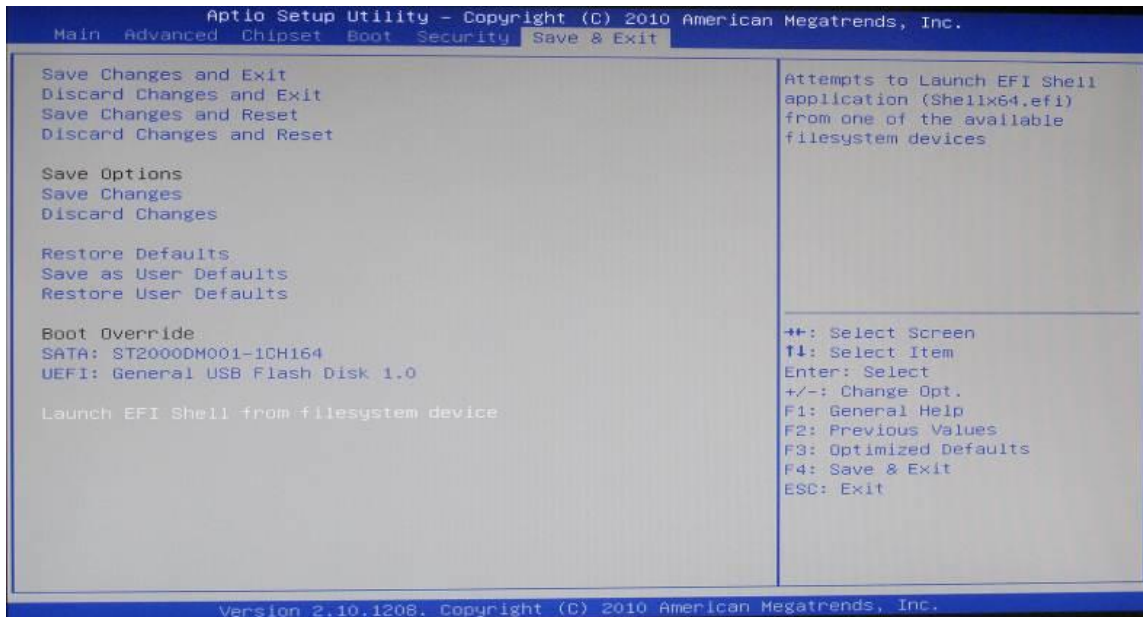 Aptio Setup Utility – Copyright (C) 2010 American Megatrends, Inc.
Main Advanced Chipset Boot Security Save & Exit
Save Changes and Exit
Discard Changes and Exit
Save Changes and Reset
Discard Changes and Reset
Save Options
Save Changes
Discard Changes
Restore Defaults
Save as User Defaults
Restore User Defaults
Boot Override
SATA: ST2000DM001-1CH164
UEFI: General USB Flash Disk 1.0
Launch EFI Shell from filesystem device
Attempts to Launch EFI Shell
application (Shellx64.efi)
from one of the available
filesystem devices
→←: Select Screen
↑↓: Select Item
Enter: Select
+/-: Change Opt.
F1: General Help
F2: Previous Values
F3: Optimized Defaults
F4: Save & Exit
ESC: Exit
Version 2.10.1208. Copyright (C) 2010 American Megatrends, Inc.